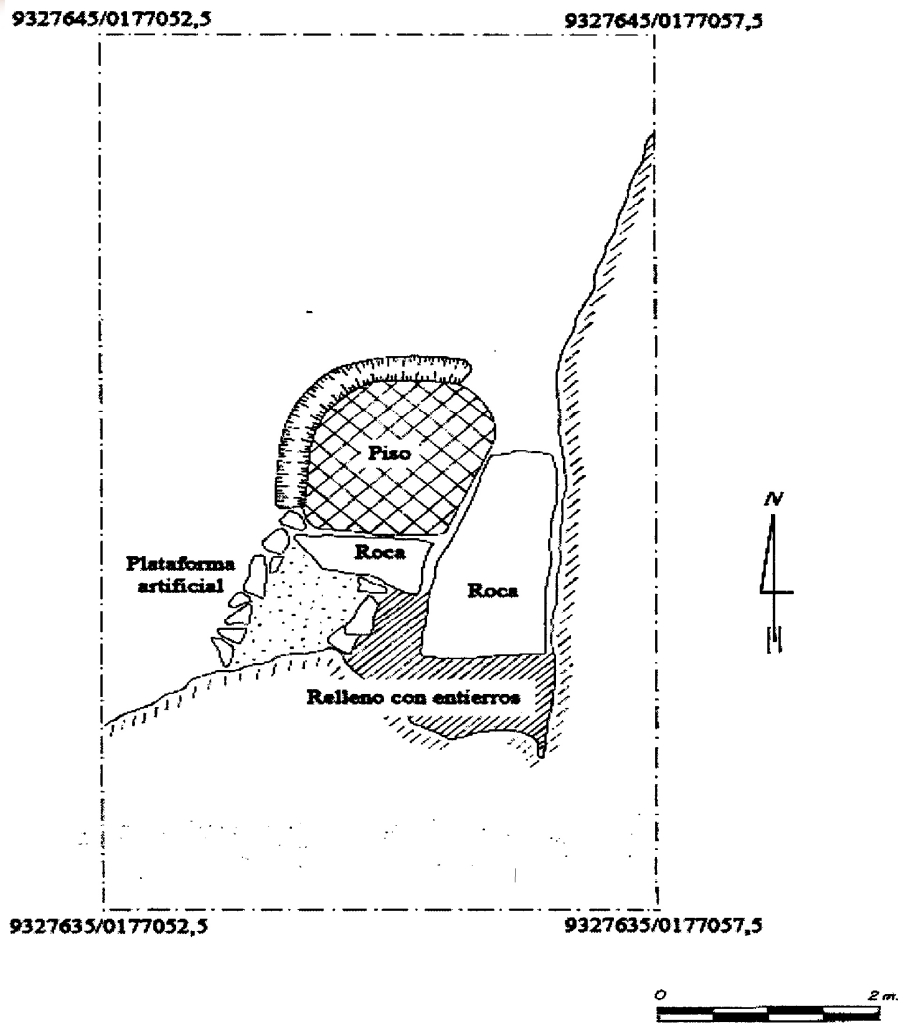 9327645/0177052,5
9327645/0177057,5
Piso
N
Plataforma
artificial
Roca
Roca
Relleno con entierros
9327635/0177052,5
9327635/0177057,5
0
2 m.